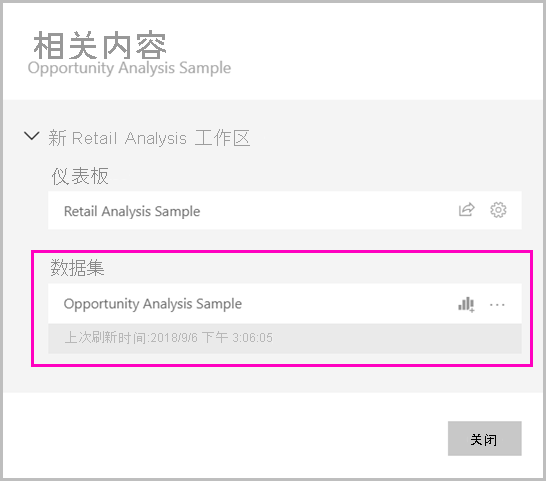 相关内容
Opportunity Analysis Sample
新 Retail Analysis 工作区
仪表板
Retail Analysis Sample
数据集
Opportunity Analysis Sample
上次刷新时间:2018/9/6 下午 3:06:05
关闭